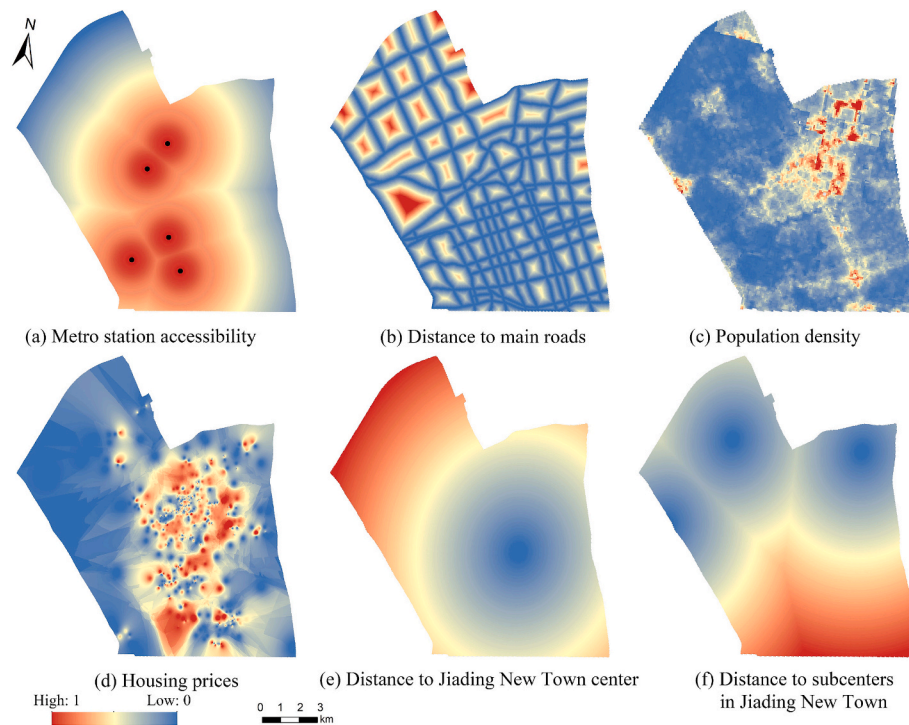 N
(a) Metro station accessibility
(b) Distance to main roads
(c) Population density
(d) Housing prices
(e) Distance to Jiading New Town center
(f) Distance to subcenters
in Jiading New Town
High: 1 Low: 0
0 1 2 3
km